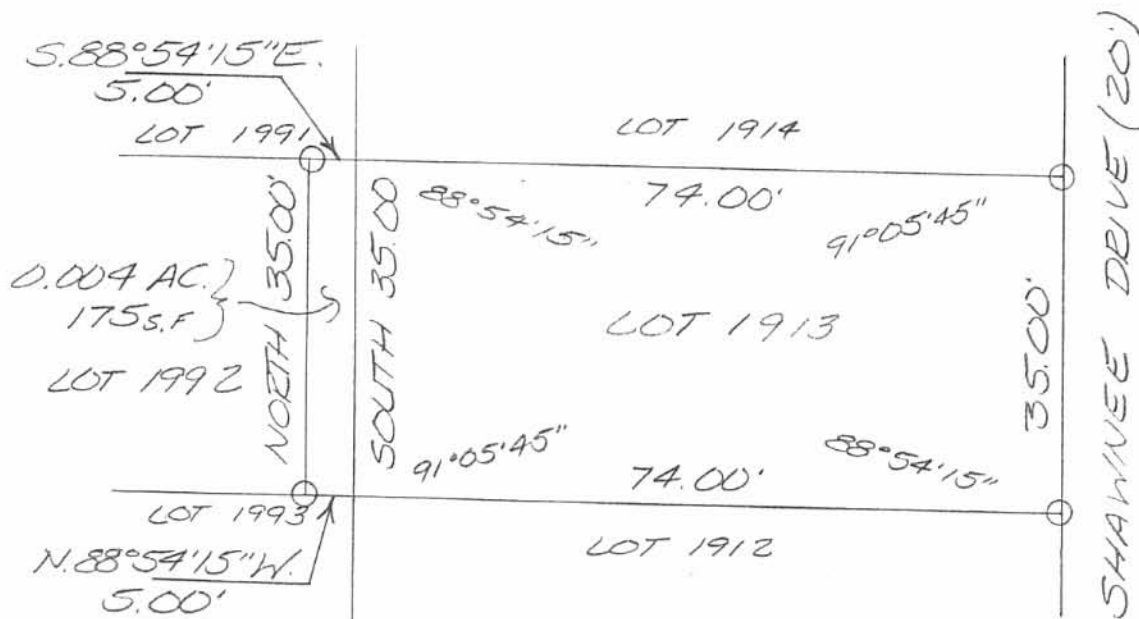 S.88°54'15"E.
5.00'
LOT 1991
LOT 1914
74.00'
88°54'15"
91°05'45"
SHAWNEE DRIVE (20')
NORTH 35.00'
SOUTH 35.00
0.004 AC.
175 S.F
LOT 1913
35.00'
LOT 1992
91°05'45"
88°54'15"
74.00'
LOT 1993
LOT 1912
N.88°54'15"W.
5.00'